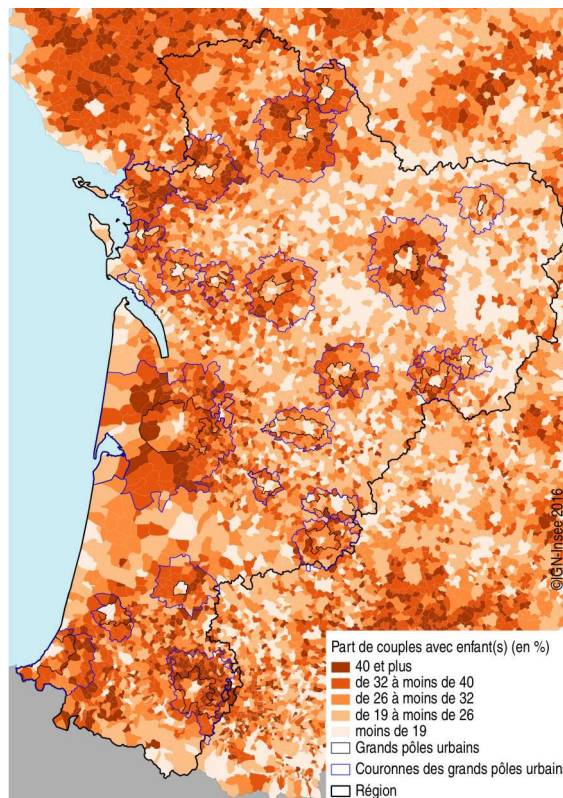 ©IGN-Insee 2016
Part de couples avec enfant(s) (en %)
40 et plus
de 32 à moins de 40
de 26 à moins de 32
de 19 à moins de 26
moins de 19
Grands pôles urbains
Couronnes des grands pôles urbains
Région